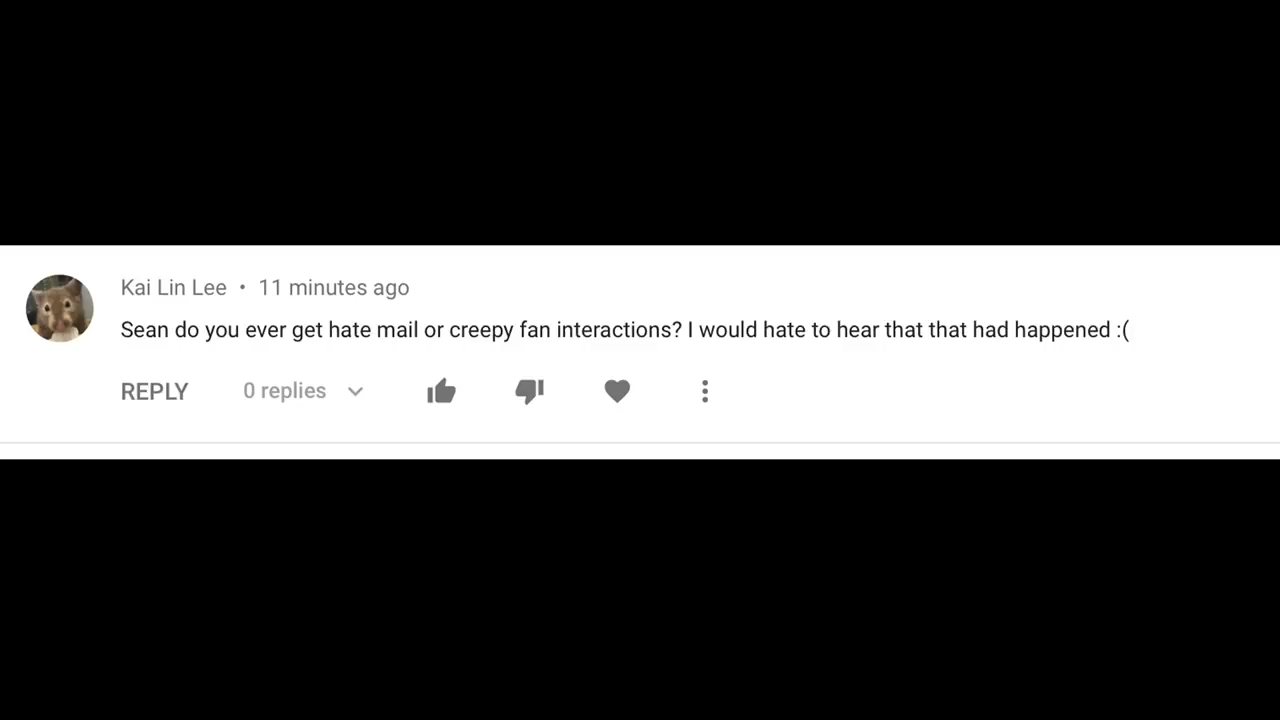 Kai Lin Lee • 11 minutes ago
Sean do you ever get hate mail or creepy fan interactions? I would hate to hear that that had happened :(
REPLY 0 replies